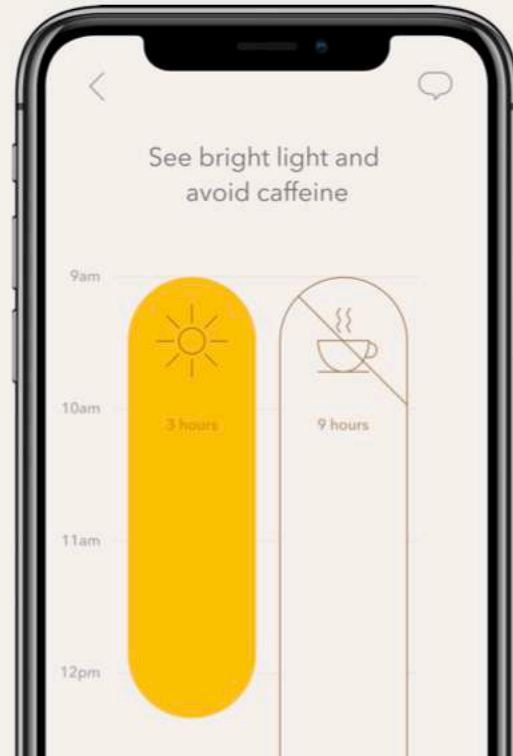 See bright light and
avoid caffeine
9am
10am
3 hours
9 hours
11am
12pm